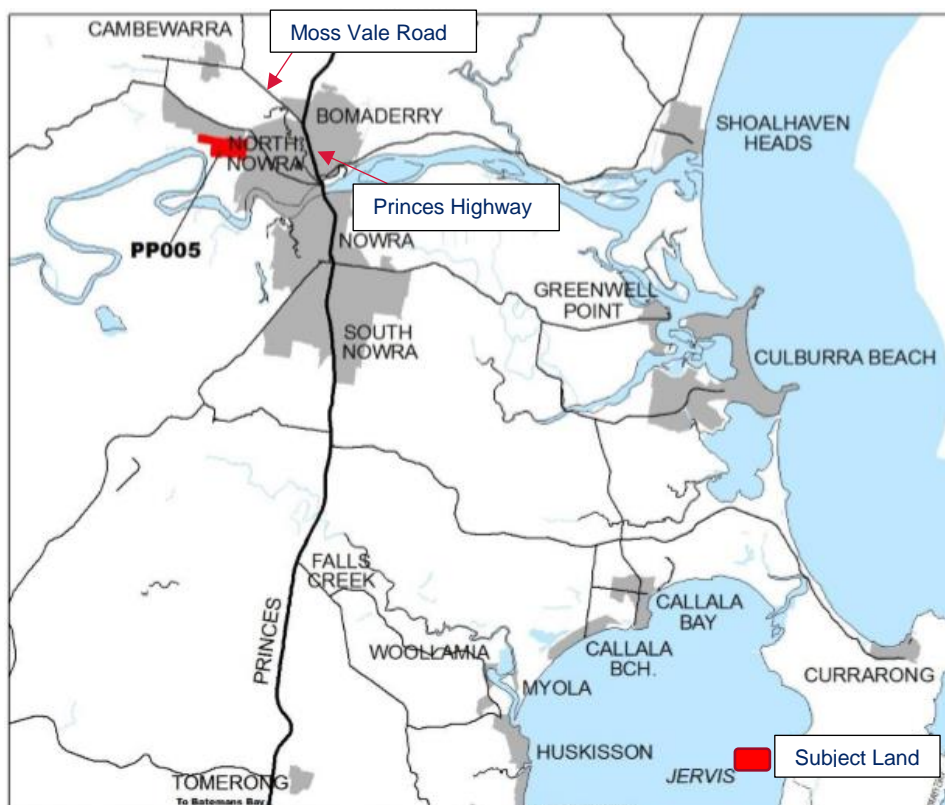 CAMBEWARRA
Moss Vale Road
BOMADERRY
SHOALHAVEN
HEADS
NORTH
NOWRA
Princes Highway
PP005
NOWRA
GREENWELL
POINT
SOUTH
NOWRA
CULBURRA BEACH
FALLS
CREEK
PRINCES
CALLALA
BAY
WOOLLAMIA
CALLALA
BCH.
CURRARONG
MYOLA
HUSKISSON
Subject Land
JERVIS
TOMERONG
To Batemans Bay